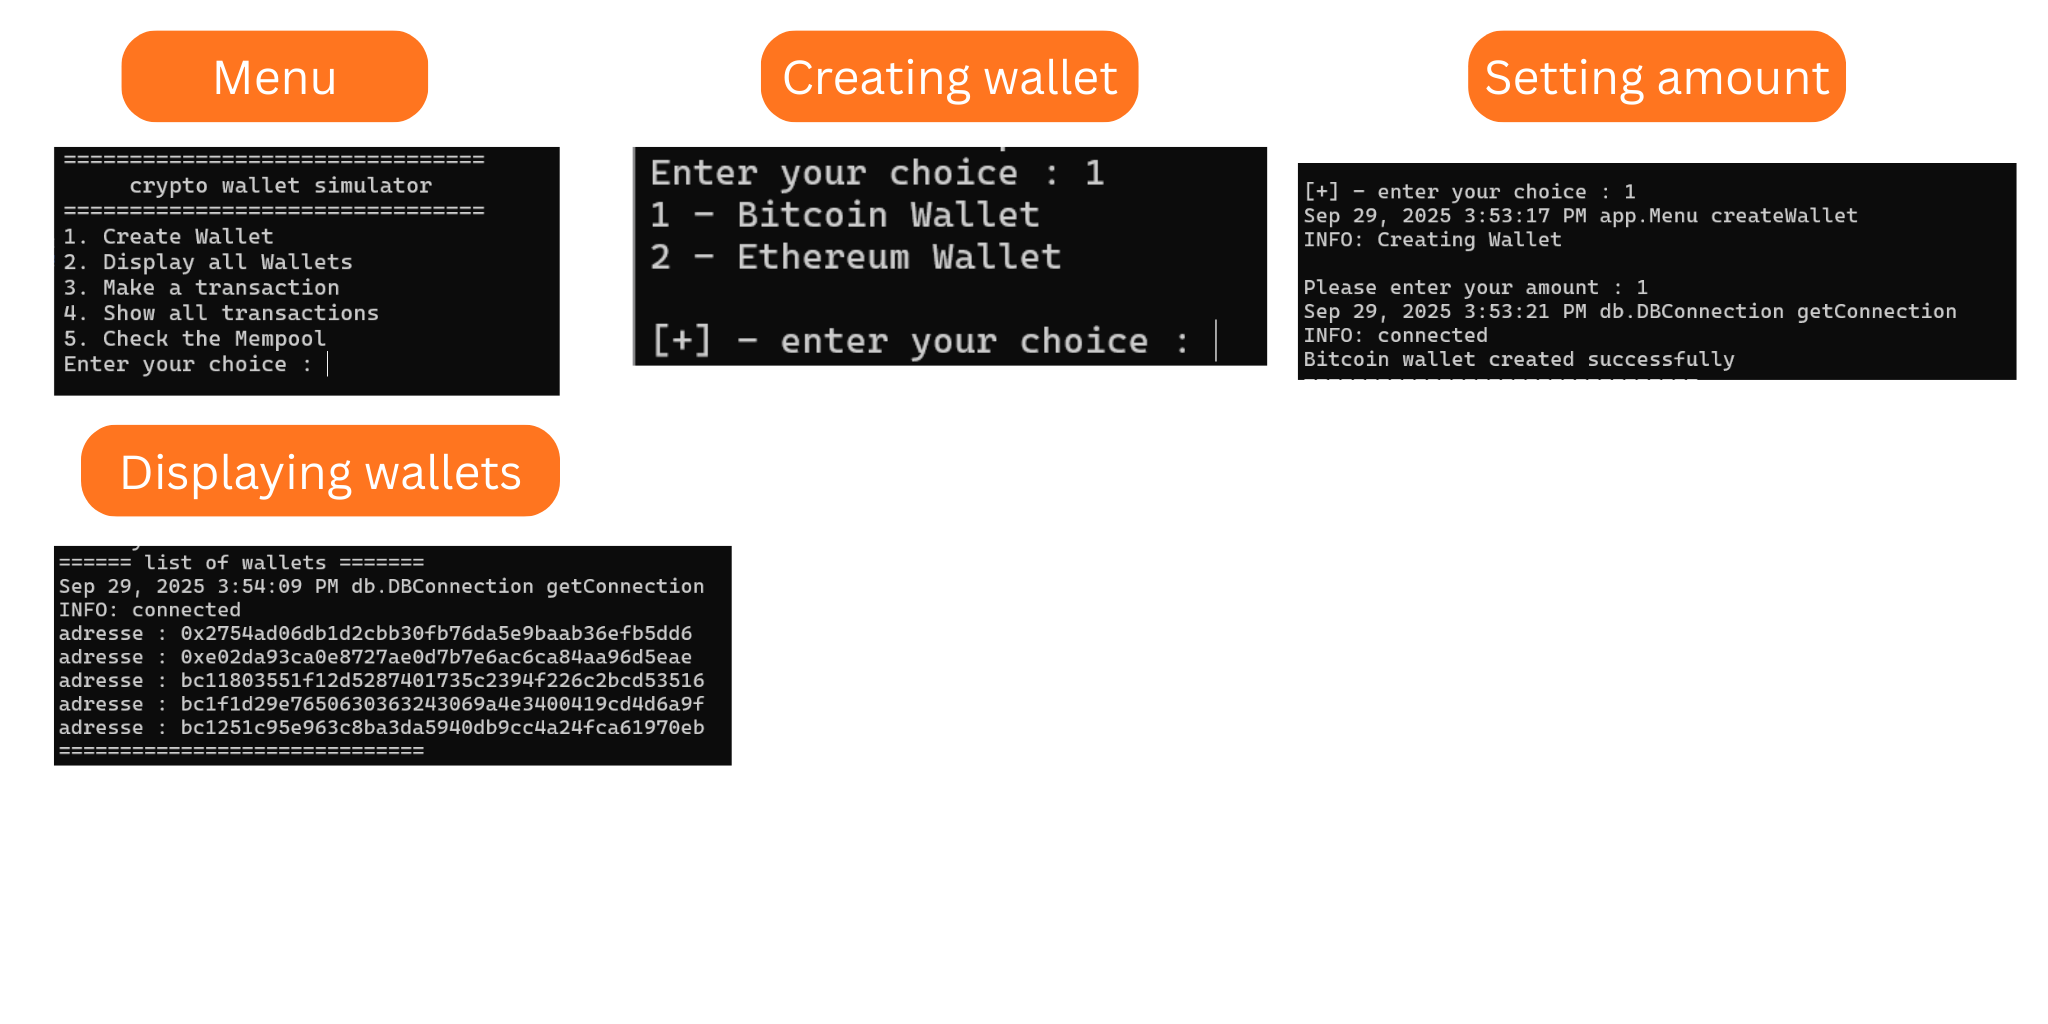 Menu
================================
crypto wallet simulator
================================
1. Create Wallet
2. Display all Wallets
3. Make a transaction
4. Show all transactions
5. Check the Mempool
Enter your choice :
Creating wallet
Enter your choice : 1
1 - Bitcoin Wallet
2 - Ethereum Wallet
[+] - enter your choice :
Setting amount
[+] - enter your choice : 1
Sep 29, 2025 3:53:17 PM app.Menu createWallet
INFO: Creating Wallet
Please enter your amount : 1
Sep 29, 2025 3:53:21 PM db.DBConnection getConnection
INFO: connected
Bitcoin wallet created successfully
Displaying wallets
====== list of wallets =======
Sep 29, 2025 3:54:09 PM db.DBConnection getConnection
INFO: connected
adresse : 0x2754ad06db1d2cbb30fb76da5e9baab36efb5dd6
adresse : 0xe02da93ca0e8727ae0d7b7e6ac6ca84aa96d5eae
adresse : bc11803551f12d5287401735c2394f226c2bcd53516
adresse : bc1f1d29e7650630363243069a4e3400419cd4d6a9f
adresse : bc1251c95e963c8ba3da5940db9cc4a24fca61970eb
==============================